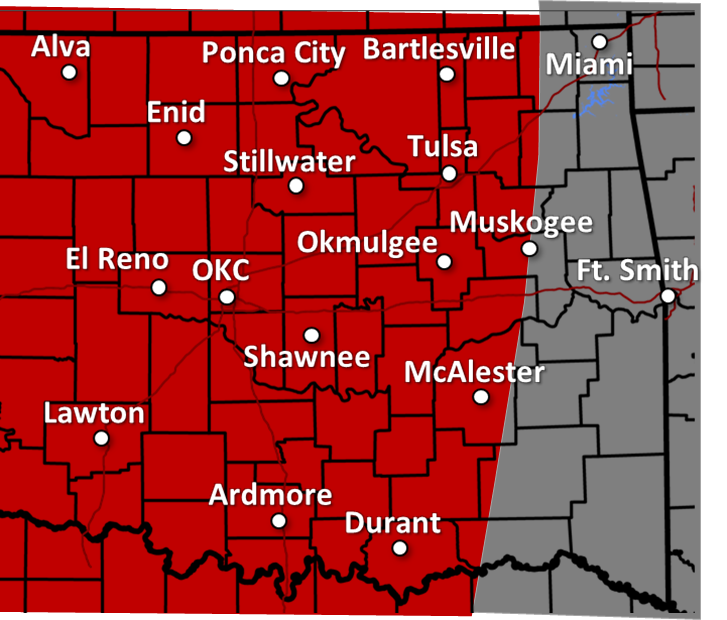 Alva
Ponca City
Bartlesville
Miami
Enid
Stillwater
Tulsa
Muskogee
Okmulgee
El Reno
OKC
Ft. Smith
Shawnee
McAlester
Lawton
Ardmore
Durant